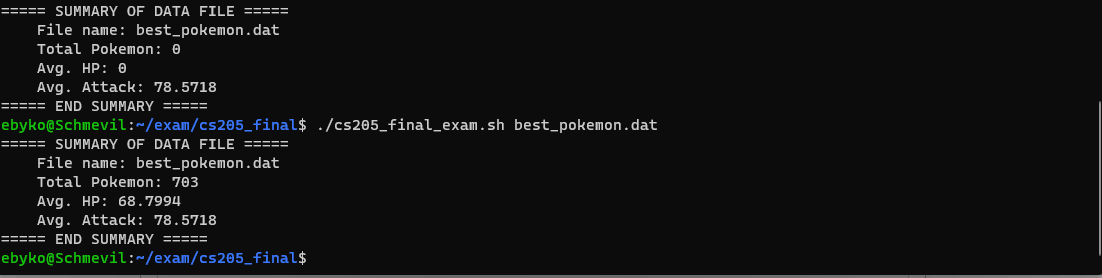 ===== SUMMARY OF DATA FILE =====
    File name: best_pokemon.dat
    Total Pokemon: 0
    Avg. HP: 0
    Avg. Attack: 78.5718
===== END SUMMARY =====
ebyko@Schmevil:~/exam/cs205_final$ ./cs205_final_exam.sh best_pokemon.dat
===== SUMMARY OF DATA FILE =====
    File name: best_pokemon.dat
    Total Pokemon: 703
    Avg. HP: 68.7994
    Avg. Attack: 78.5718
===== END SUMMARY =====
ebyko@Schmevil:~/exam/cs205_final$